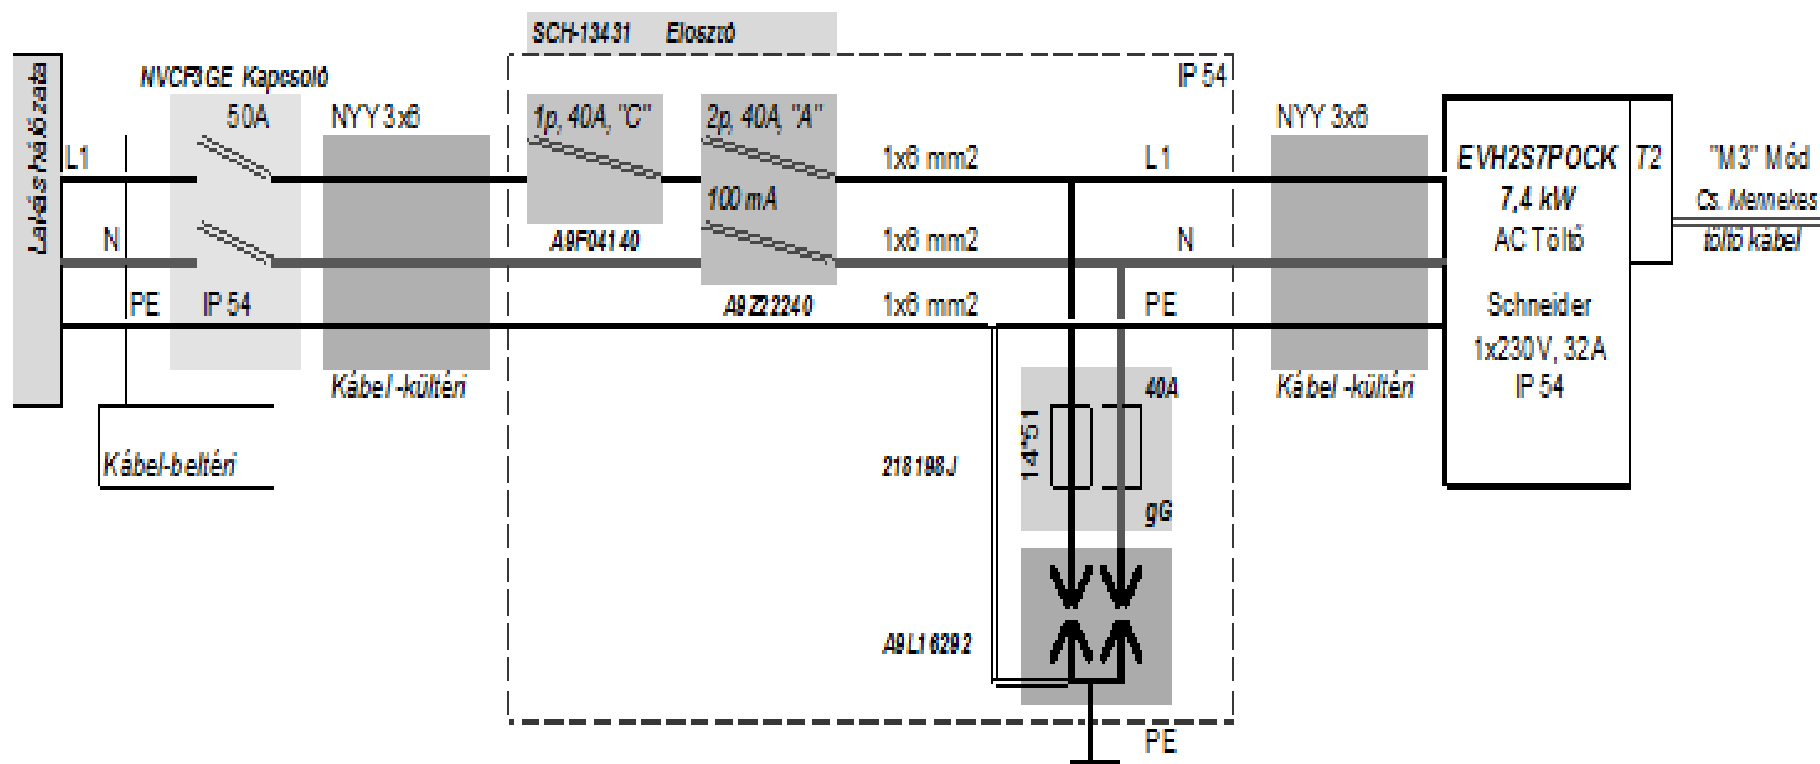 SCH-13431 Elosztó
IP 54
Lakás hálózata
NVCF3GE Kapcsoló
50A
NYY 3x6
1p, 40A, "C"
2p, 40A, "A"
NYY 3x6
L1
1x6 mm2
L1
EVH2S7POCK
T2
"M3" Mód
100 mA
7,4 kW
Cs. Mennekes
N
A9F04140
1x6 mm2
N
AC Töltő
töltő kábel
PE
IP 54
A9Z22240
1x6 mm2
PE
Schneider
1x230V, 32A
Kábel -kültéri
40A
Kábel -kültéri
IP 54
Kábel-beltéri
218198J
14*51
gG
A9L16292
PE